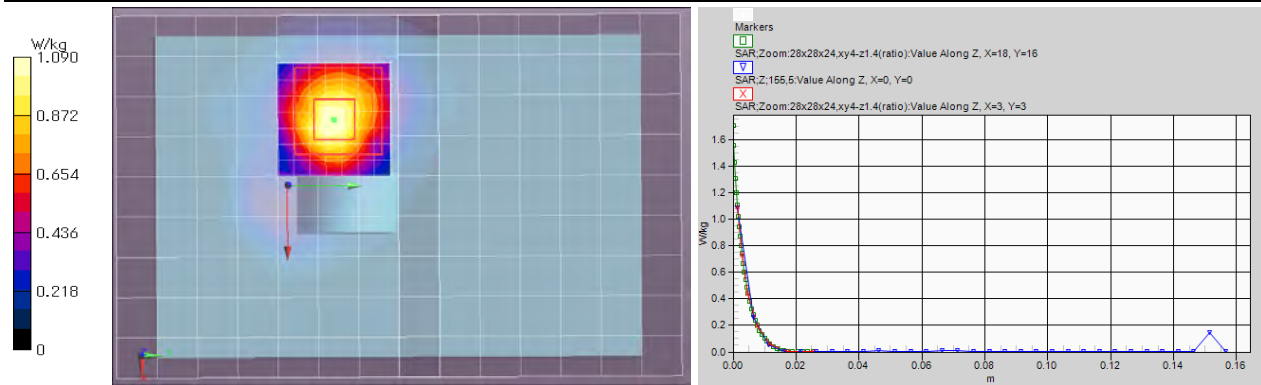 W/kg
1.090
0.872
0.654
0.436
0.218
0
Markers
SAR;Zoom:28x28x24,xy4-z1.4(ratio):Value Along Z, X=18, Y=16
SAR;Z;155,5:Value Along Z, X=0, Y=0
SAR;Zoom:28x28x24,xy4-z1.4(ratio):Value Along Z, X=3, Y=3
W/kg
1.6
1.4
1.2
1.0
0.8
0.6
0.4
0.2
0.0
0.00 0.02 0.04 0.06 0.08 0.10 0.12 0.14 0.16
m